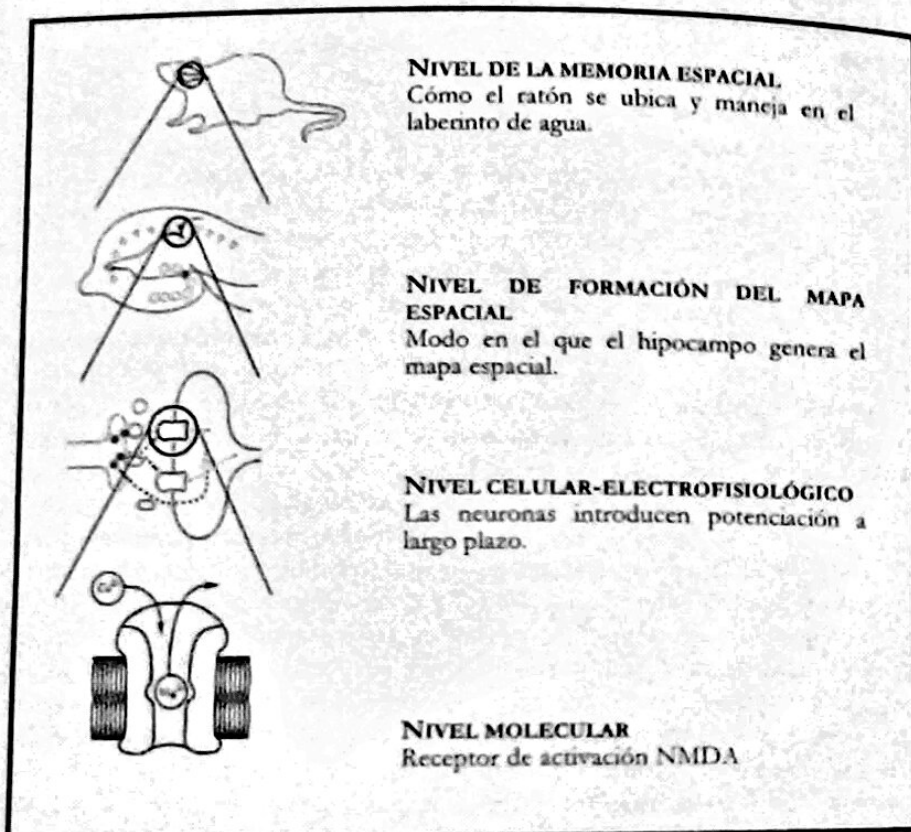 NIVEL DE LA MEMORIA ESPACIAL
Cómo el ratón se ubica y maneja en el
laberinto de agua.
NIVEL DE FORMACIÓN DEL MAPA
ESPACIAL
Modo en el que el hipocampo genera el
mapa espacial.
NIVEL CELULAR-ELECTROFISIOLÓGICO
Las neuronas introducen potenciación a
largo plazo.
NIVEL MOLECULAR
Receptor de activación NMDA